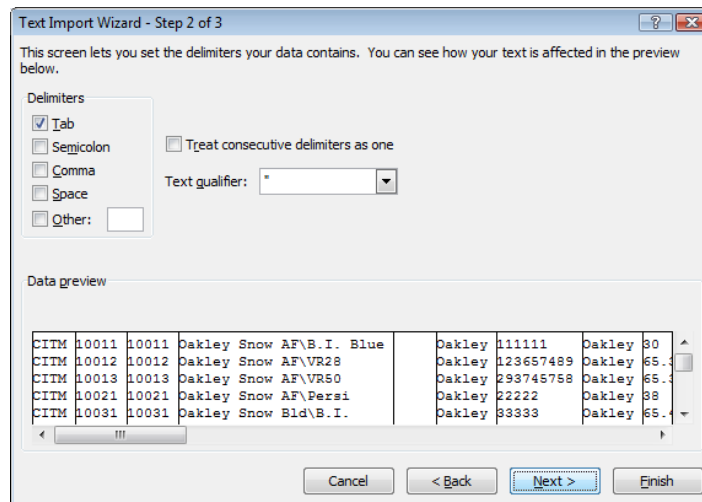 Text Import Wizard - Step 2 of 3
This screen lets you set the delimiters your data contains. You can see how your text is affected in the preview
below.
Delimiters
Tab
Semicolon
Comma
Space
Other:
Treat consecutive delimiters as one
Text qualifier: "
Data preview
CITM 10011 10011 Oakley Snow AF\B.I. Blue Oakley 111111 Oakley 30
CITM 10012 10012 Oakley Snow AF\VR28 Oakley 123657489 Oakley 65.3
CITM 10013 10013 Oakley Snow AF\VR50 Oakley 293745758 Oakley 65.3
CITM 10021 10021 Oakley Snow AF\Persi Oakley 22222 Oakley 38
CITM 10031 10031 Oakley Snow Bld\B.I. Oakley 33333 Oakley 65.4
Cancel < Back Next > Finish